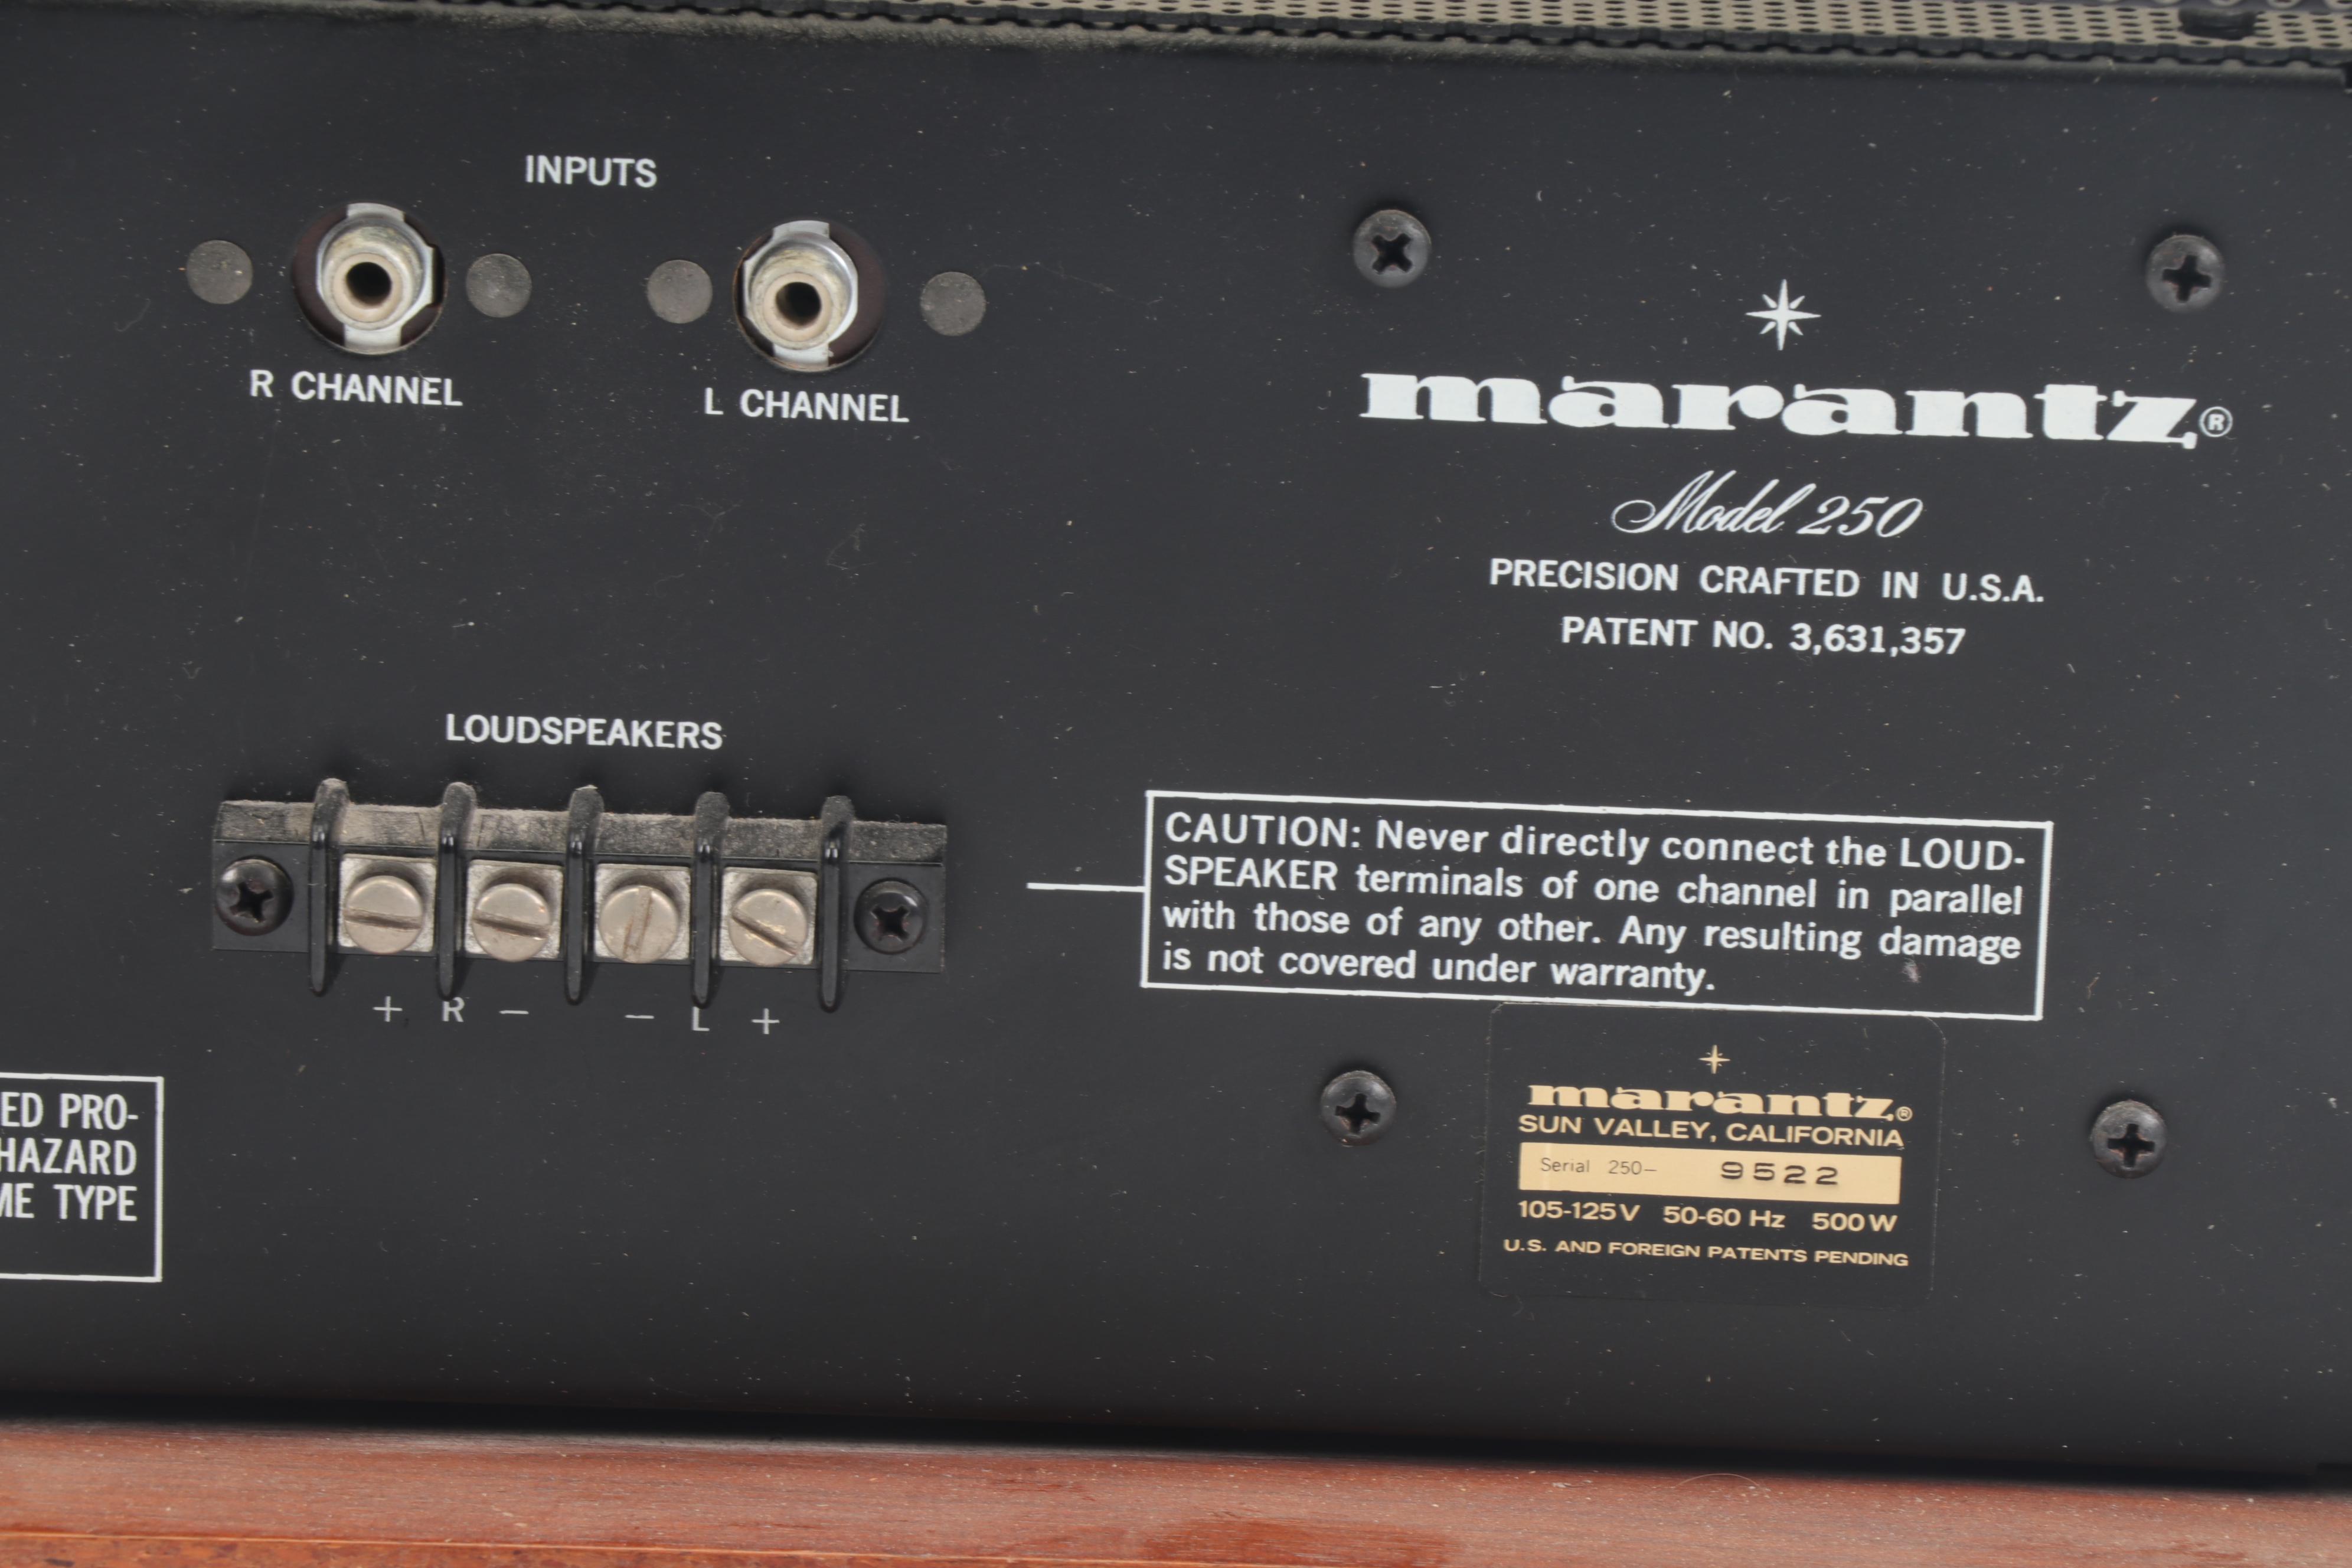 INPUTS
R CHANNEL
L CHANNEL
marantz®
Model 250
PRECISION CRAFTED IN U.S.A.
PATENT NO. 3,631,357
LOUDSPEAKERS
+ R − − L +
CAUTION: Never directly connect the LOUD-
SPEAKER terminals of one channel in parallel
with those of any other. Any resulting damage
is not covered under warranty.
ED PRO-
HAZARD
ME TYPE
marantz®
SUN VALLEY, CALIFORNIA
Serial 250– 9522
105-125V 50-60 Hz 500W
U.S. AND FOREIGN PATENTS PENDING